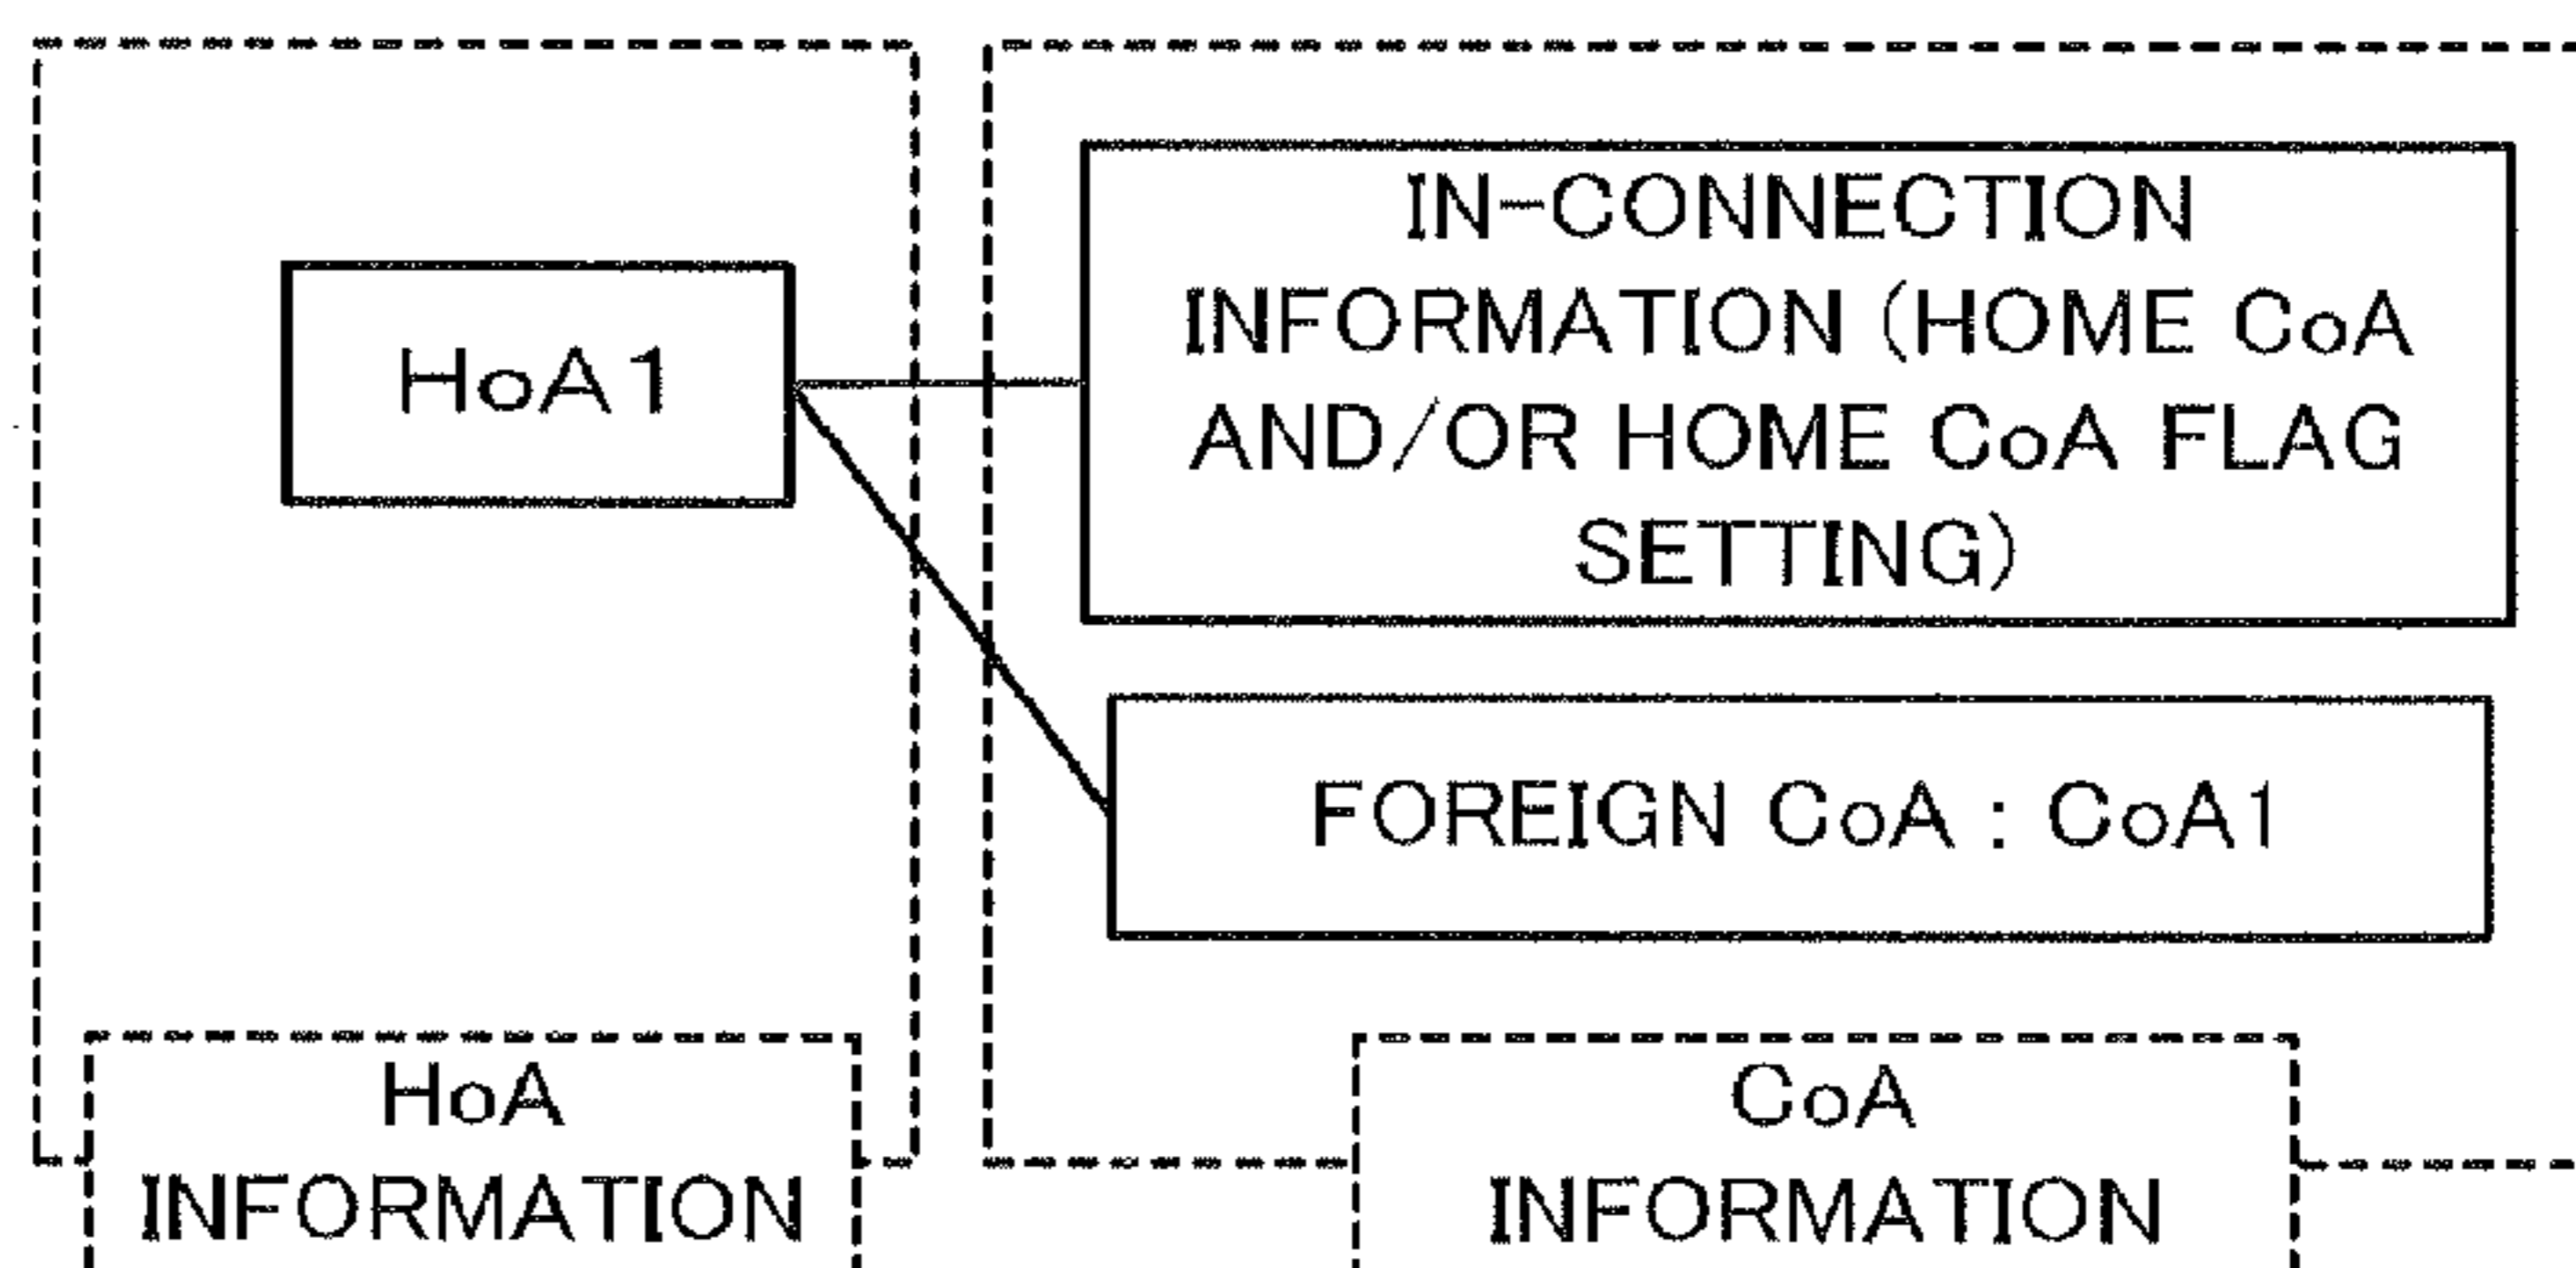 HoA1
IN-CONNECTION
INFORMATION (HOME CoA
AND/OR HOME CoA FLAG
SETTING)
FOREIGN CoA : CoA1
HoA
INFORMATION
CoA
INFORMATION